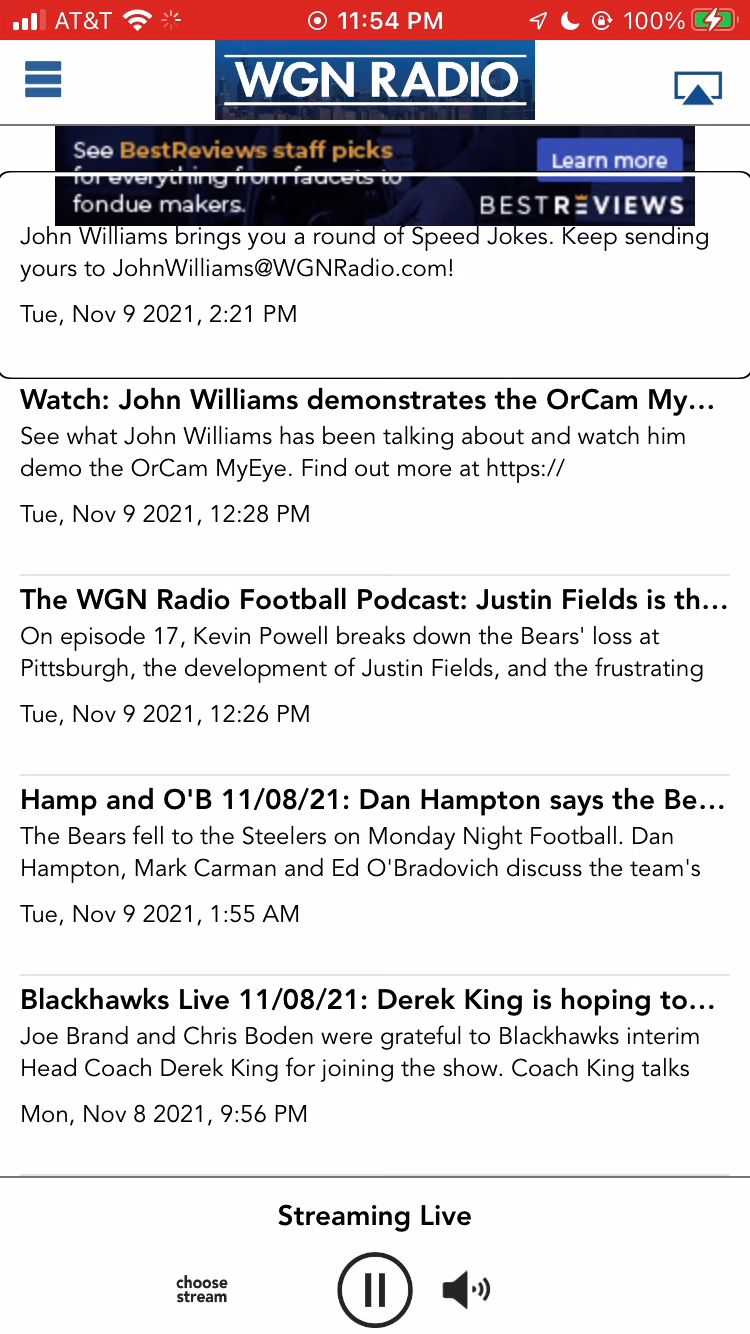 AT&T 11:54 PM 100%
WGN RADIO
See BestReviews staff picks
for everything from faucets to
fondue makers.
Learn more
BESTREVIEWS
John Williams brings you a round of Speed Jokes. Keep sending
yours to JohnWilliams@WGNRadio.com!
Tue, Nov 9 2021, 2:21 PM
Watch: John Williams demonstrates the OrCam My...
See what John Williams has been talking about and watch him
demo the OrCam MyEye. Find out more at https://
Tue, Nov 9 2021, 12:28 PM
The WGN Radio Football Podcast: Justin Fields is th...
On episode 17, Kevin Powell breaks down the Bears' loss at
Pittsburgh, the development of Justin Fields, and the frustrating
Tue, Nov 9 2021, 12:26 PM
Hamp and O'B 11/08/21: Dan Hampton says the Be...
The Bears fell to the Steelers on Monday Night Football. Dan
Hampton, Mark Carman and Ed O'Bradovich discuss the team's
Tue, Nov 9 2021, 1:55 AM
Blackhawks Live 11/08/21: Derek King is hoping to...
Joe Brand and Chris Boden were grateful to Blackhawks interim
Head Coach Derek King for joining the show. Coach King talks
Mon, Nov 8 2021, 9:56 PM
Streaming Live
choose
stream